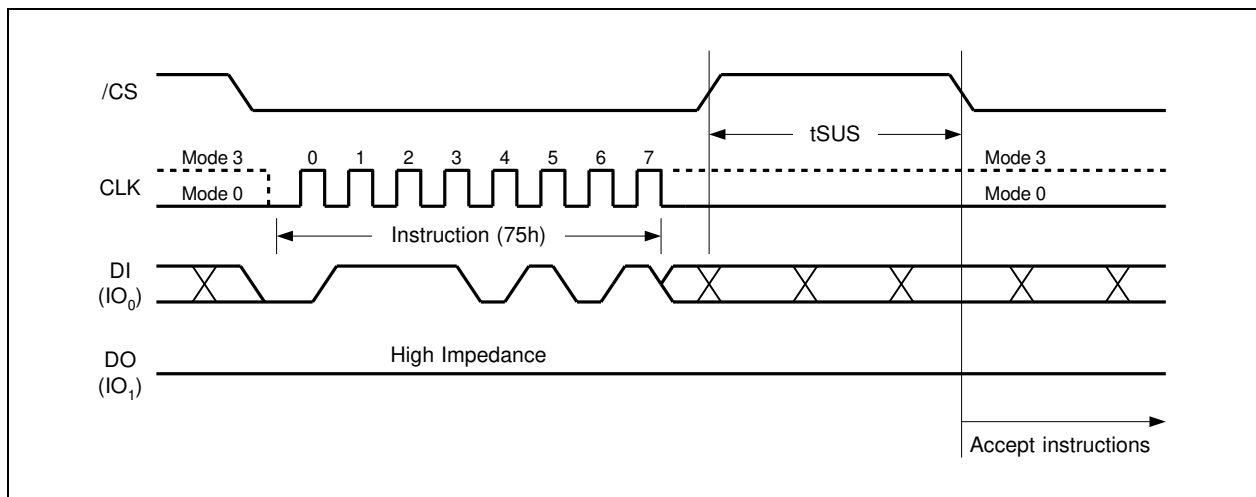 /CS
tSUS
Mode 3 0 1 2 3 4 5 6 7 Mode 3
CLK
Mode 0 Mode 0
Instruction (75h)
DI
(IO₀)
High Impedance
DO
(IO₁)
Accept instructions